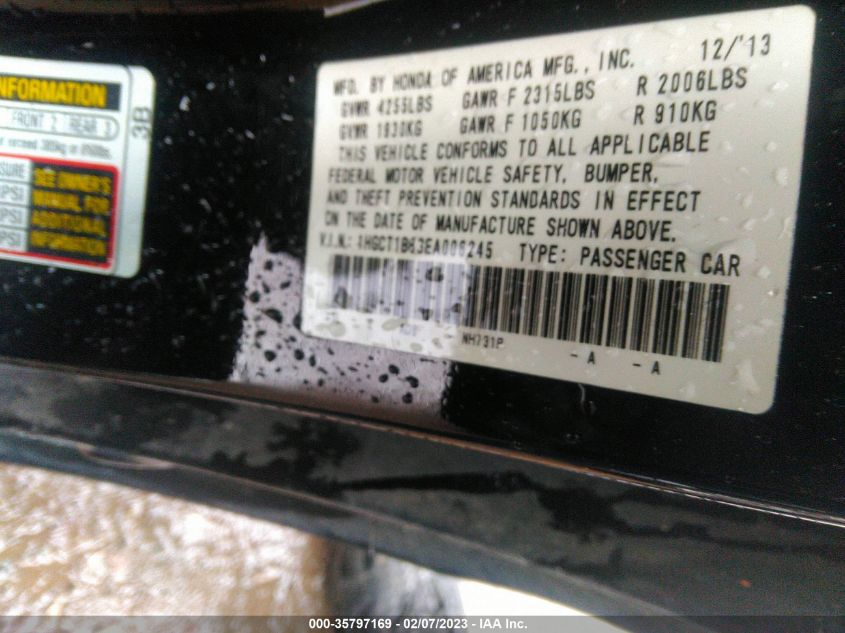 INFORMATION
FRONT 2 REAR 3
SURE
PSI
PSI
PSI
SEE OWNER'S
MANUAL FOR
ADDITIONAL
INFORMATION
3B
12/'13
MFD. BY HONDA OF AMERICA MFG., INC.
GVWR 4255LBS GAWR F 2315LBS R 2006LBS
GVWR 1930KG GAWR F 1050KG R 910KG
THIS VEHICLE CONFORMS TO ALL APPLICABLE
FEDERAL MOTOR VEHICLE SAFETY, BUMPER,
AND THEFT PREVENTION STANDARDS IN EFFECT
ON THE DATE OF MANUFACTURE SHOWN ABOVE.
V.I.N.: TYPE: PASSENGER CAR
NH731P - A - A
000-35797169 - 02/07/2023 - IAA Inc.